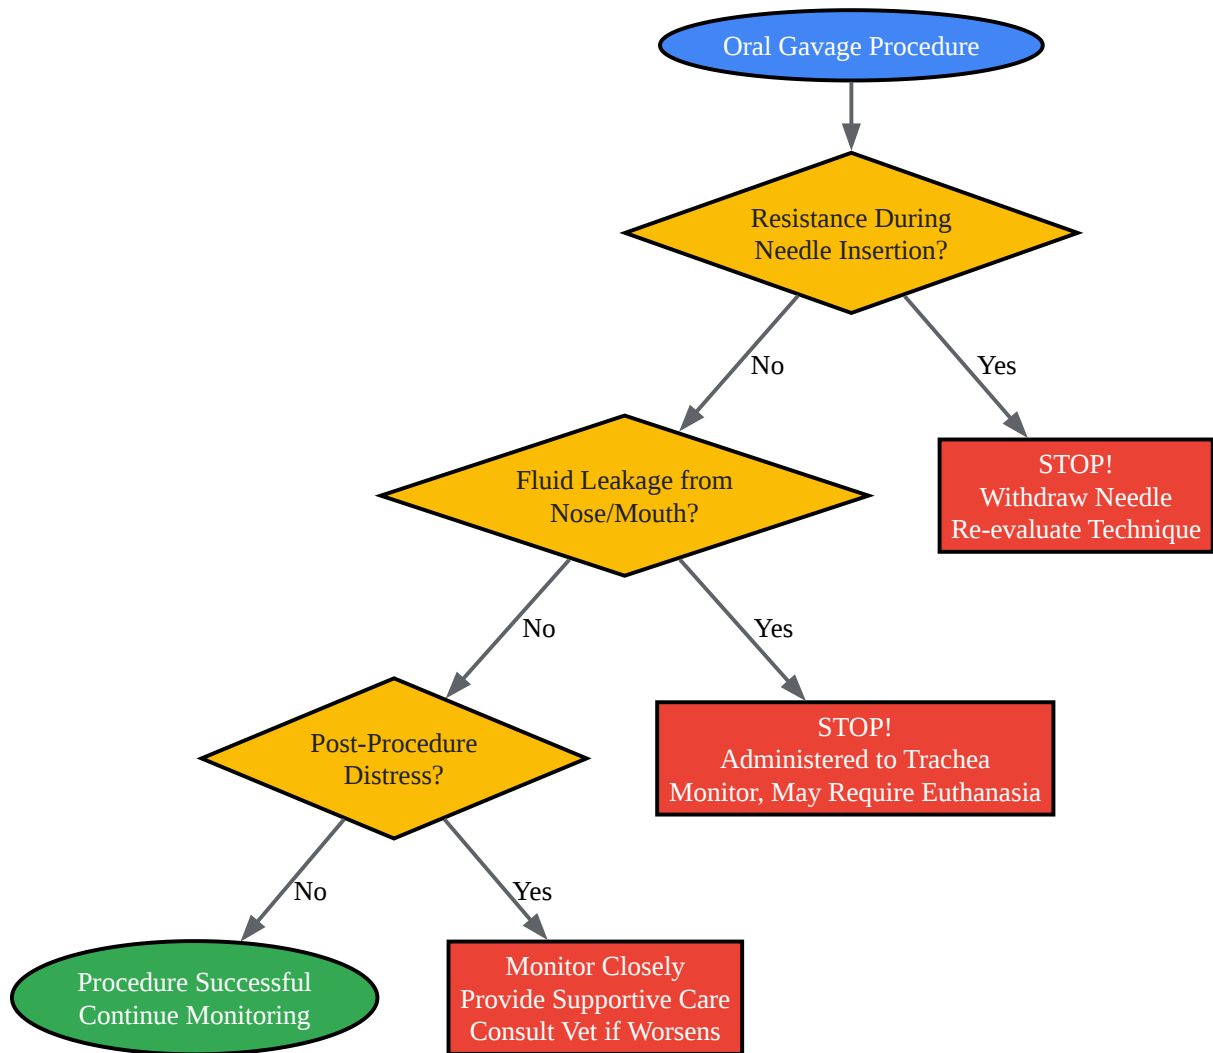 Oral Gavage Procedure
Resistance During
Needle Insertion?
No
Yes
Fluid Leakage from
Nose/Mouth?
STOP!
Withdraw Needle
Re-evaluate Technique
No
Yes
Post-Procedure
Distress?
STOP!
Administered to Trachea
Monitor, May Require Euthanasia
No
Yes
Procedure Successful
Continue Monitoring
Monitor Closely
Provide Supportive Care
Consult Vet if Worsens